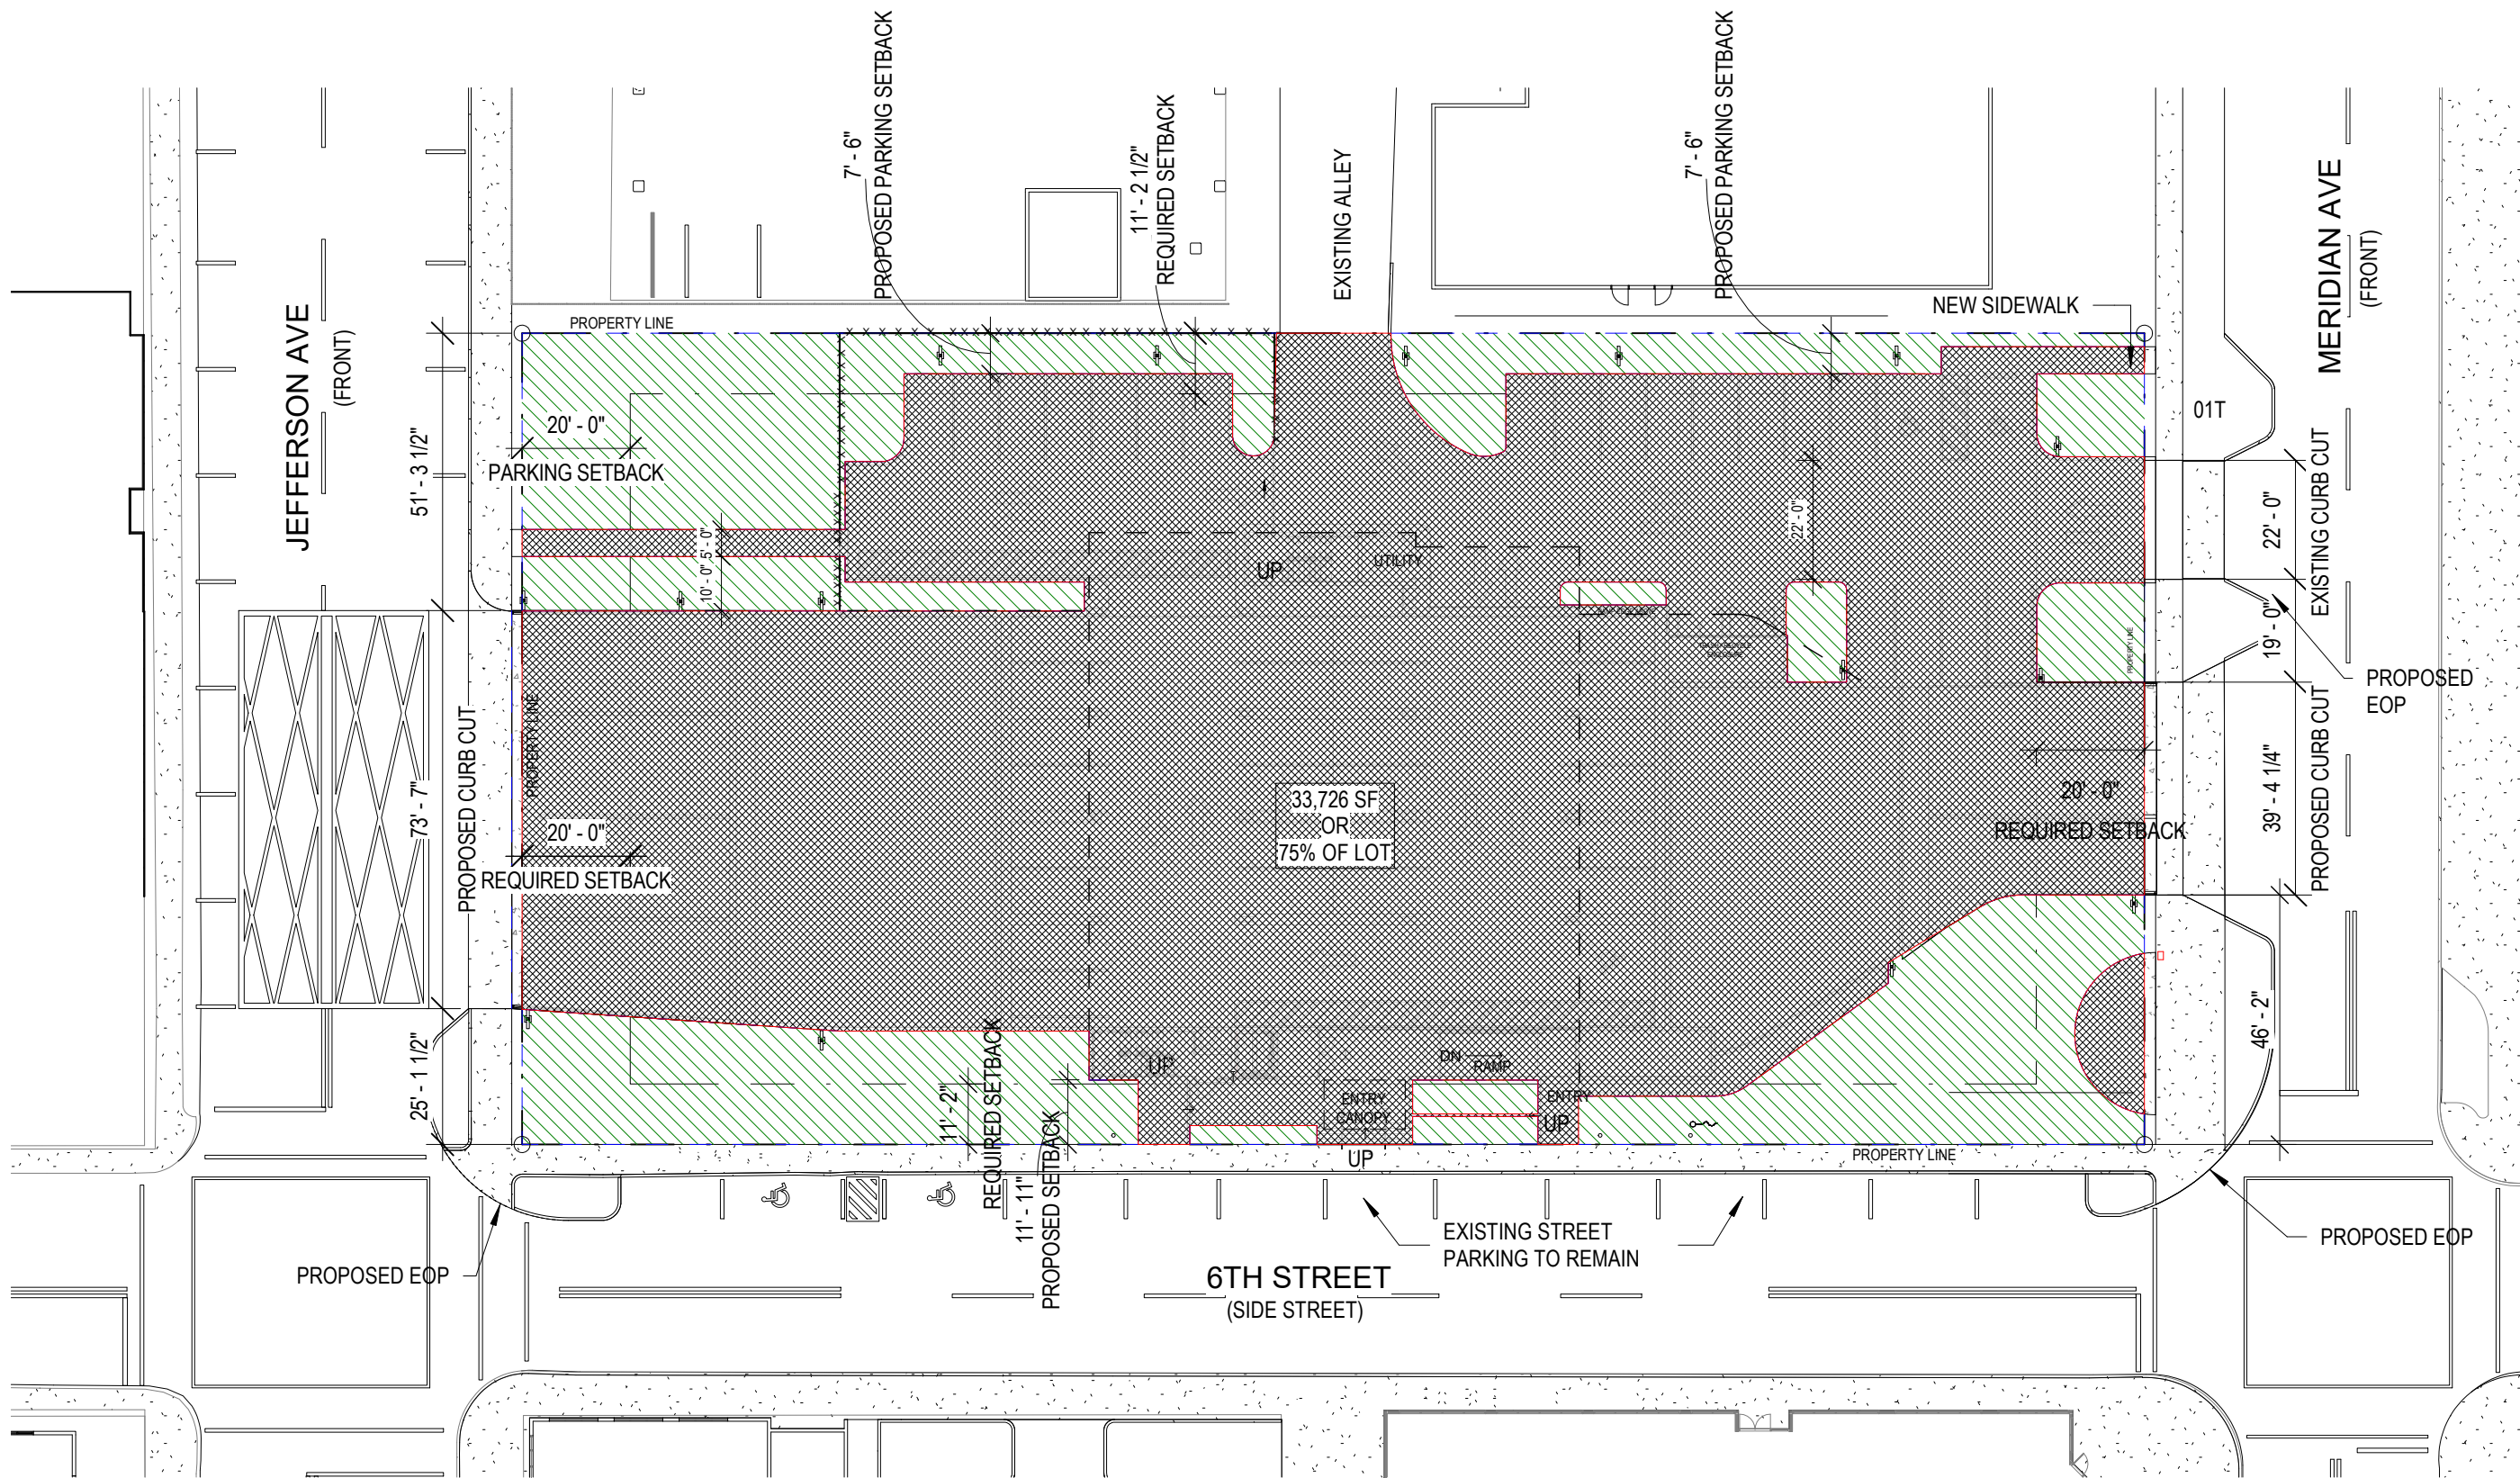 7' - 6"
PROPOSED PARKING SETBACK
11' - 2 1/2"
REQUIRED SETBACK
EXISTING ALLEY
7' - 6"
PROPOSED PARKING SETBACK
MERIDIAN AVE
(FRONT)
NEW SIDEWALK
JEFFERSON AVE
(FRONT)
PROPERTY LINE
01T
20' - 0"
PARKING SETBACK
51' - 3 1/2"
5' - 0"
10' - 0"
22' - 0"
22' - 0"
EXISTING CURB CUT
UP
UTILITY
19' - 0"
PROPERTY LINE
PROPOSED
EOP
PROPERTY LINE
PROPOSED CURB CUT
73' - 7"
33,726 SF
OR
75% OF LOT
20' - 0"
REQUIRED SETBACK
20' - 0"
REQUIRED SETBACK
39' - 4 1/4"
PROPOSED CURB CUT
46' - 2"
25' - 1 1/2"
11' - 2"
REQUIRED SETBACK
11' - 11"
PROPOSED SETBACK
UP
T
DN
RAMP
ENTRY
CANOPY
ENTRY
UP
UP
PROPERTY LINE
EXISTING STREET
PARKING TO REMAIN
PROPOSED EOP
PROPOSED EOP
6TH STREET
(SIDE STREET)